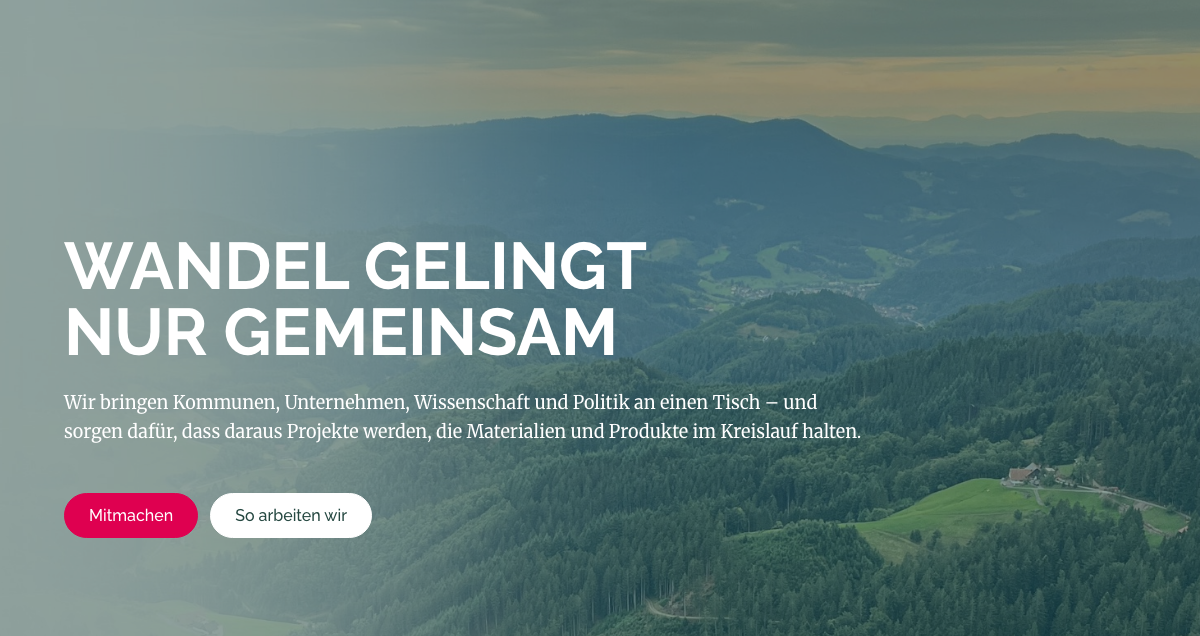 WANDEL GELINGT
NUR GEMEINSAM
Wir bringen Kommunen, Unternehmen, Wissenschaft und Politik an einen Tisch – und
sorgen dafür, dass daraus Projekte werden, die Materialien und Produkte im Kreislauf halten.
Mitmachen
So arbeiten wir